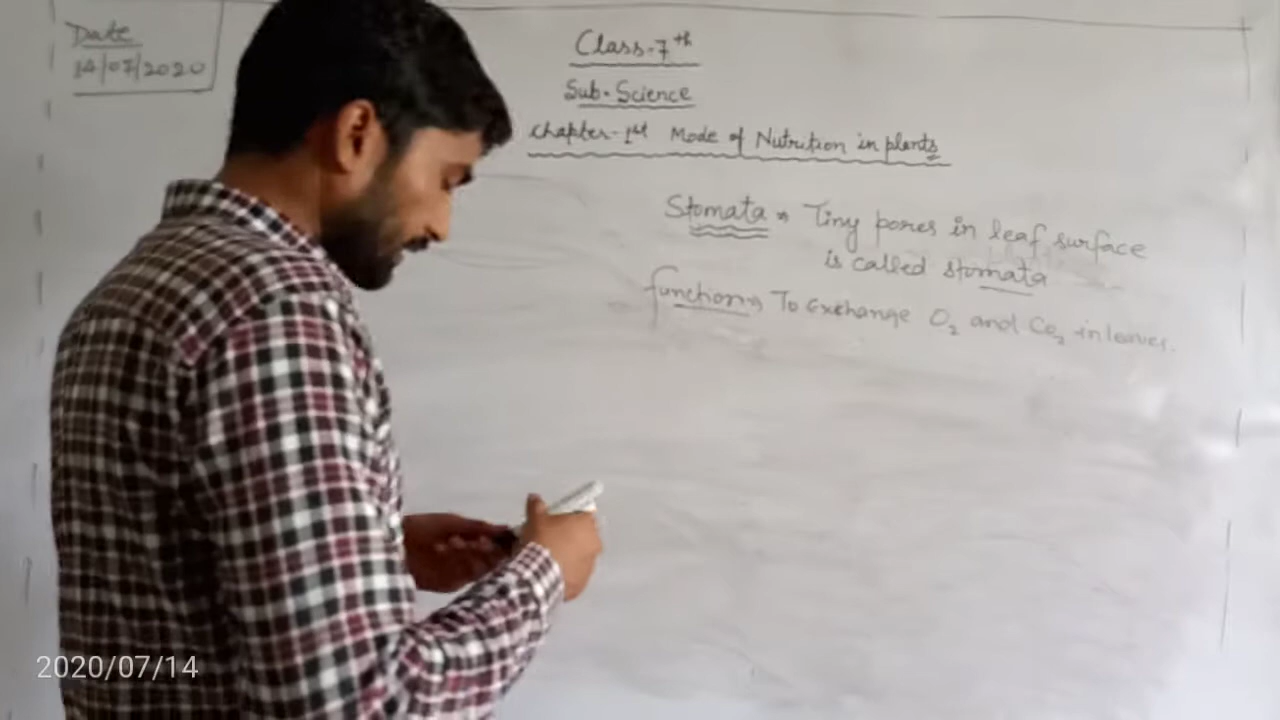 Date
14/07/2020
Class-7th
Sub-Science
Chapter-1st Mode of Nutrition in plants
Stomata → Tiny pores in leaf surface
is called stomata
function → To exchange O2 and Co2 in leaves.
2020/07/14